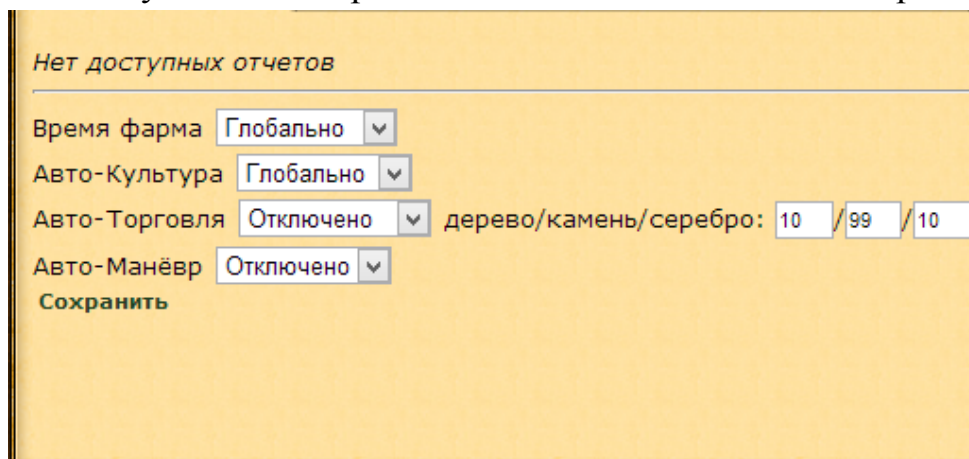 Нет доступных отчетов
Время фарма Глобально
Авто-Культура Глобально
Авто-Торговля Отключено дерево/камень/серебро: 10 /99 /10
Авто-Манёвр Отключено
Сохранить